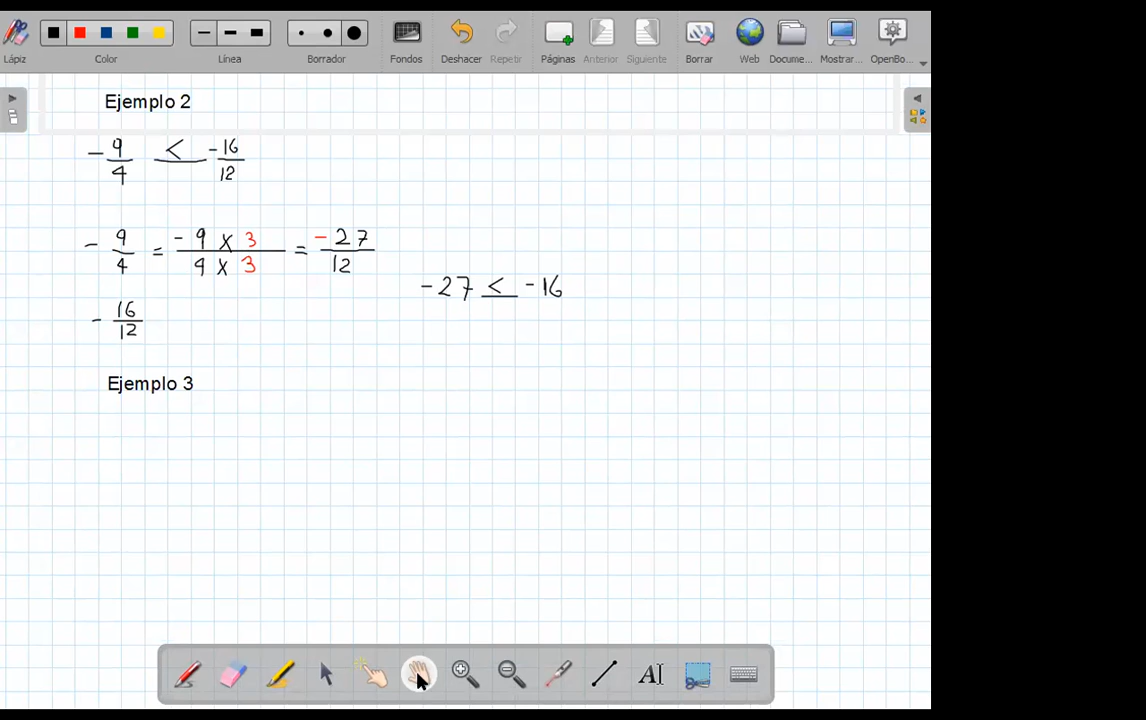 Lápiz Color Línea Borrador Fondos Deshacer Repetir Páginas Anterior Siguiente Borrar Web Docume... Mostrar... OpenBo...
Ejemplo 2
- 9/4 < -16/12
- 9/4 = - 9 x 3 / 9 x 3 = - 27/12
-27 < -16
- 16/12
Ejemplo 3